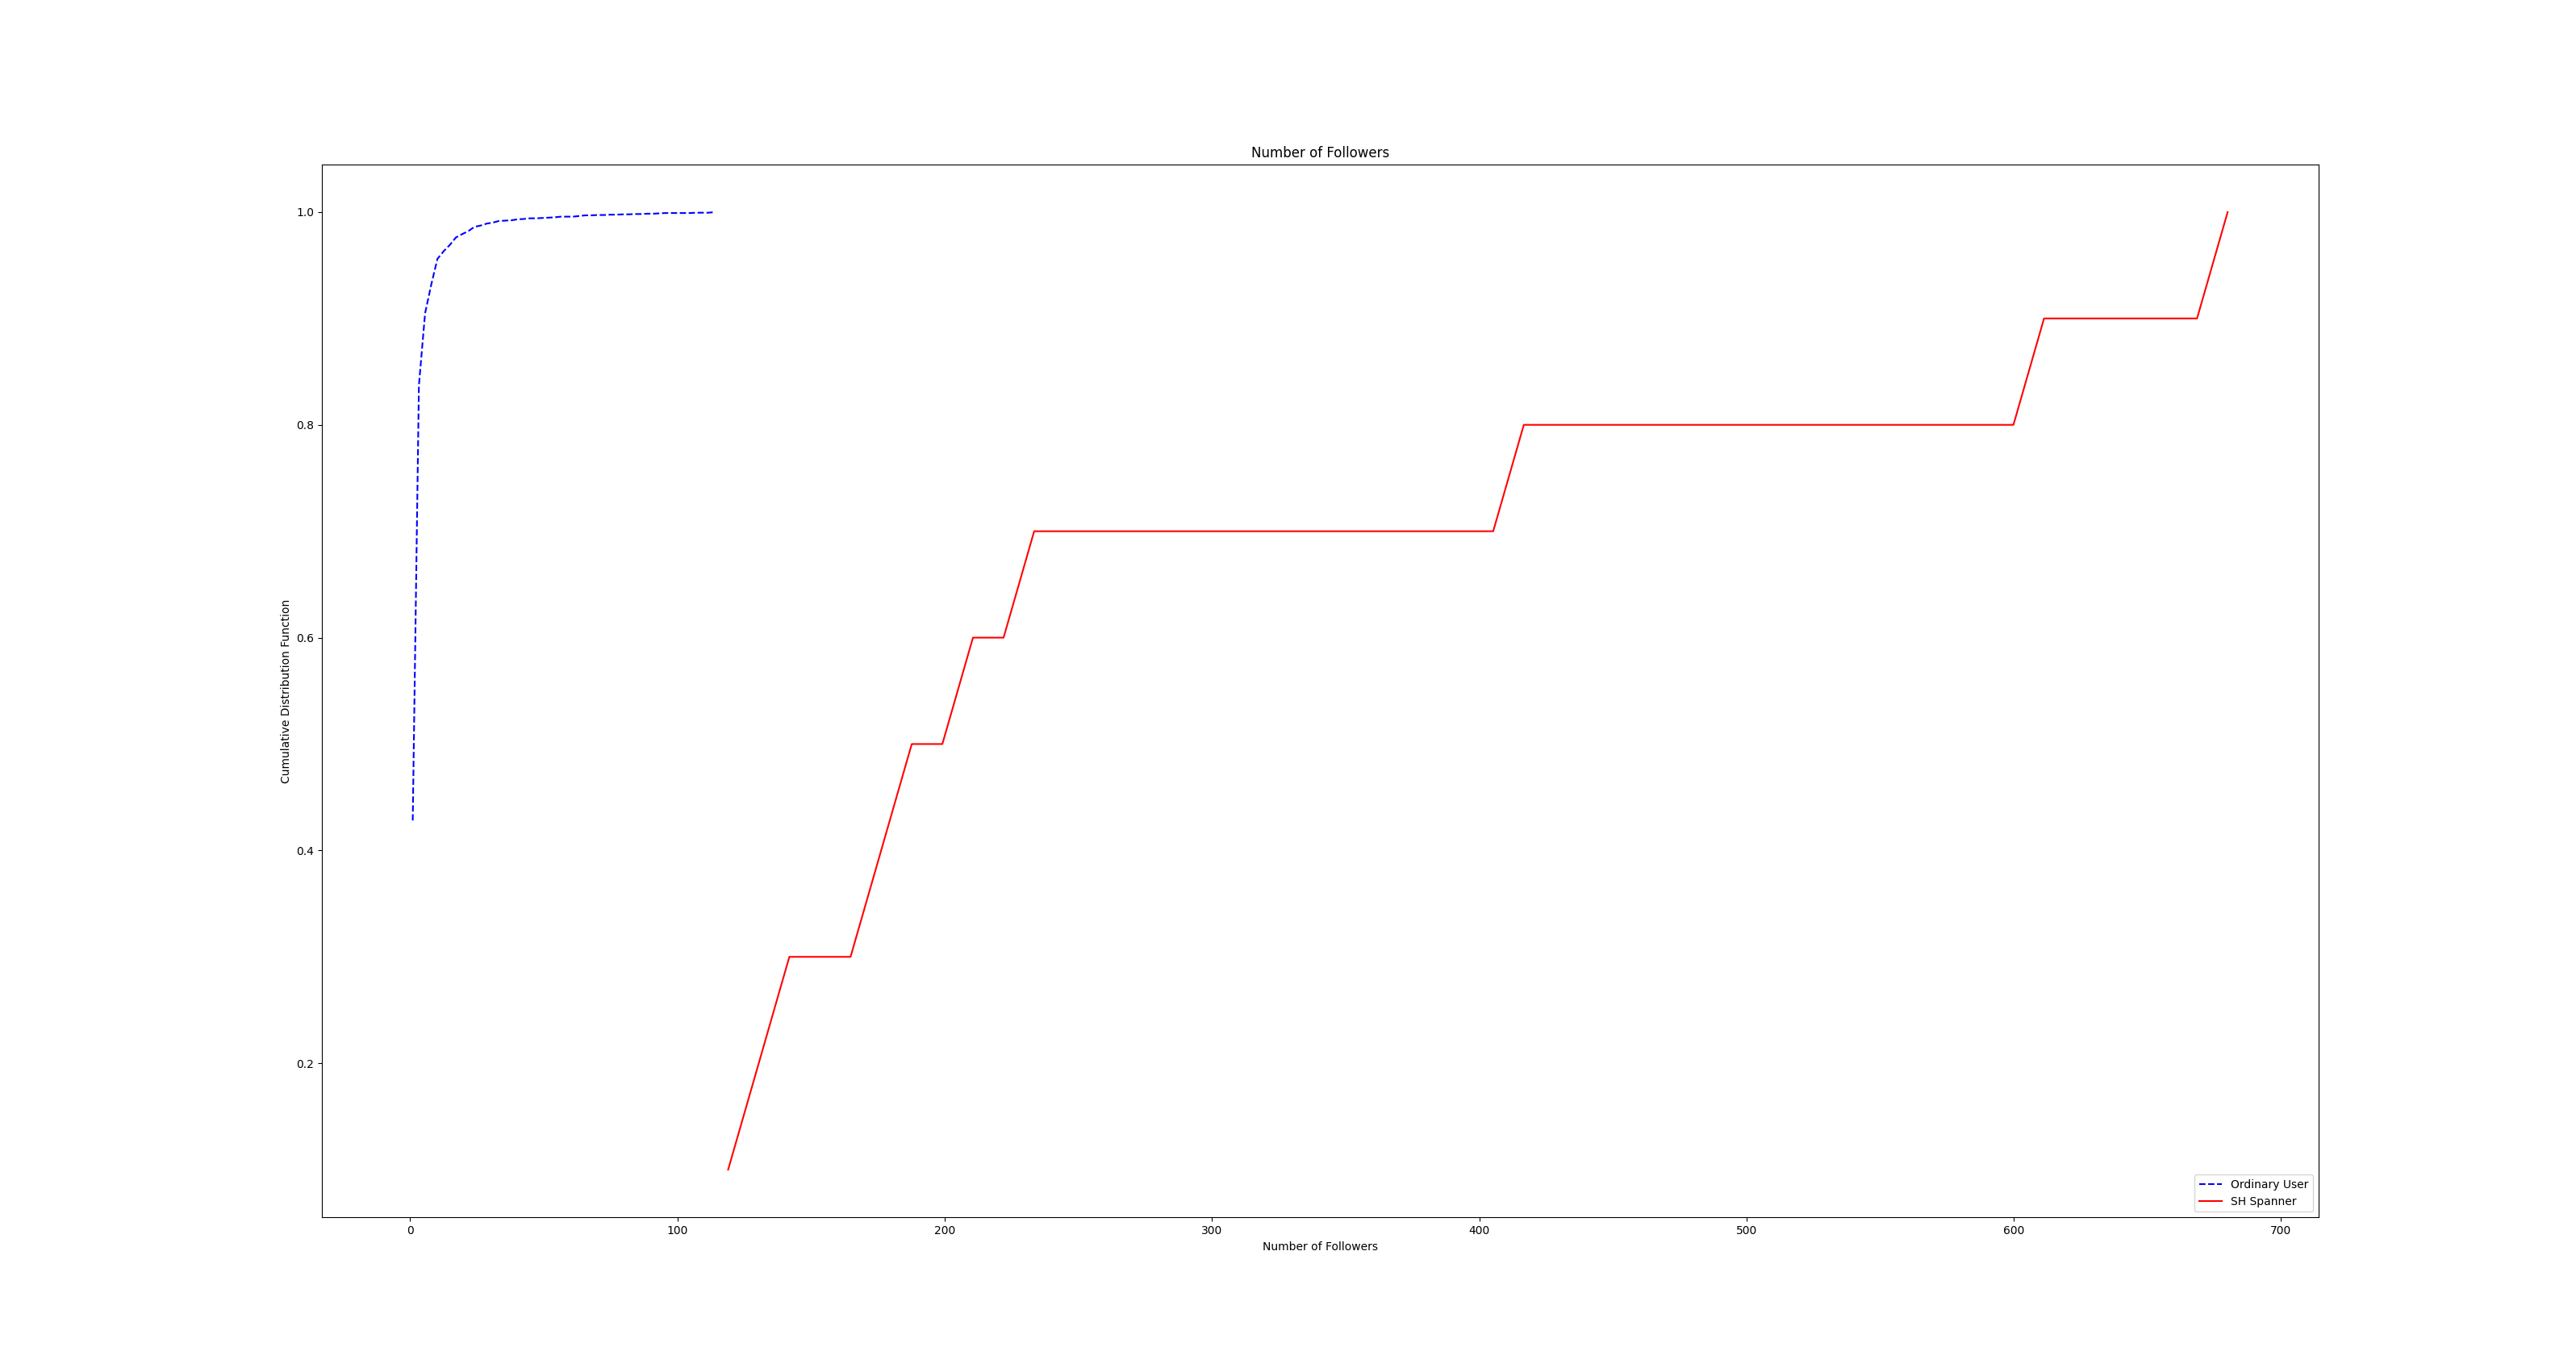 Number of Followers
1.0
0.8
0.6
0.4
0.2
Cumulative Distribution Function
0 100 200 300 400 500 600 700
Number of Followers
Ordinary User
SH Spanner